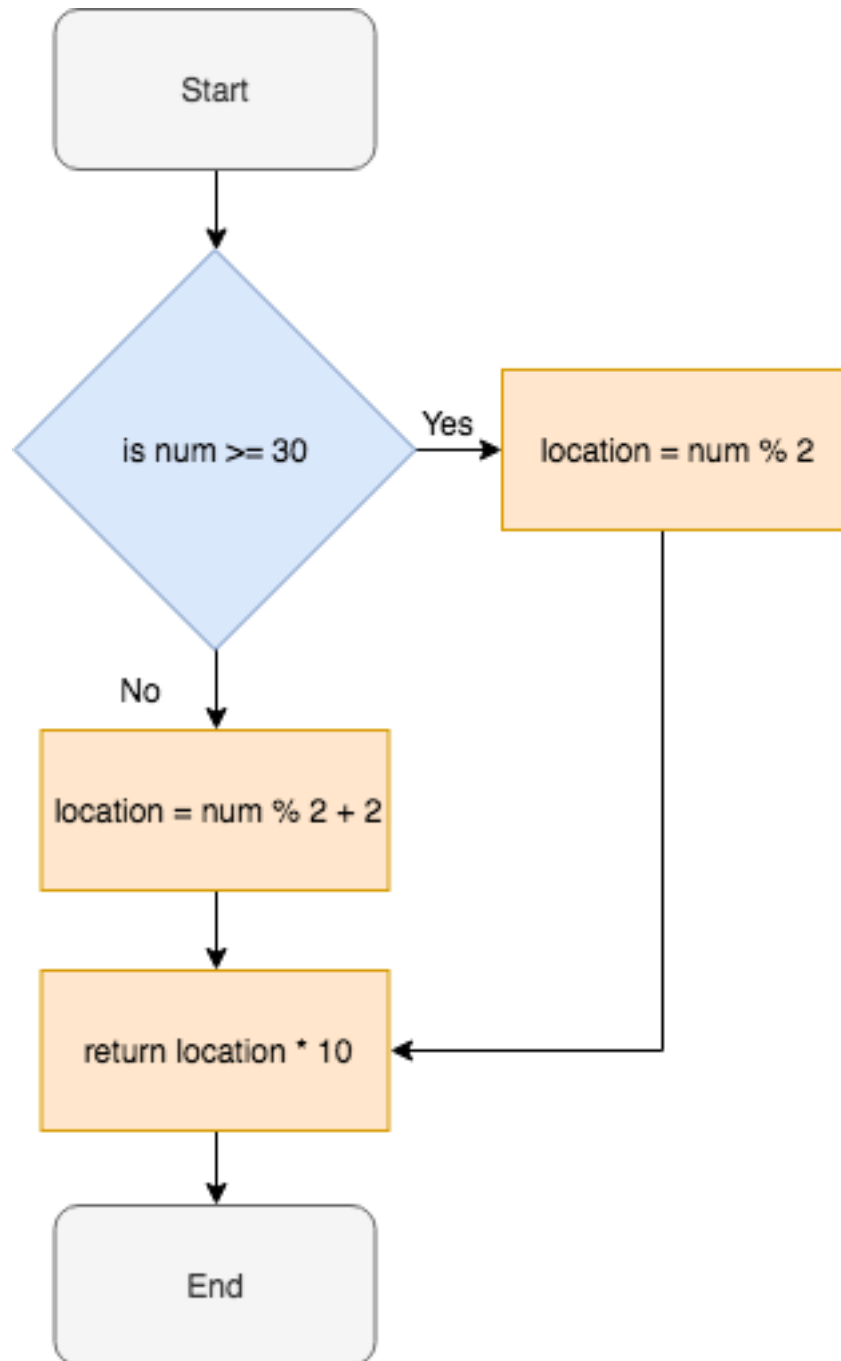 Start
is num >= 30
Yes
location = num % 2
No
location = num % 2 + 2
return location * 10
End